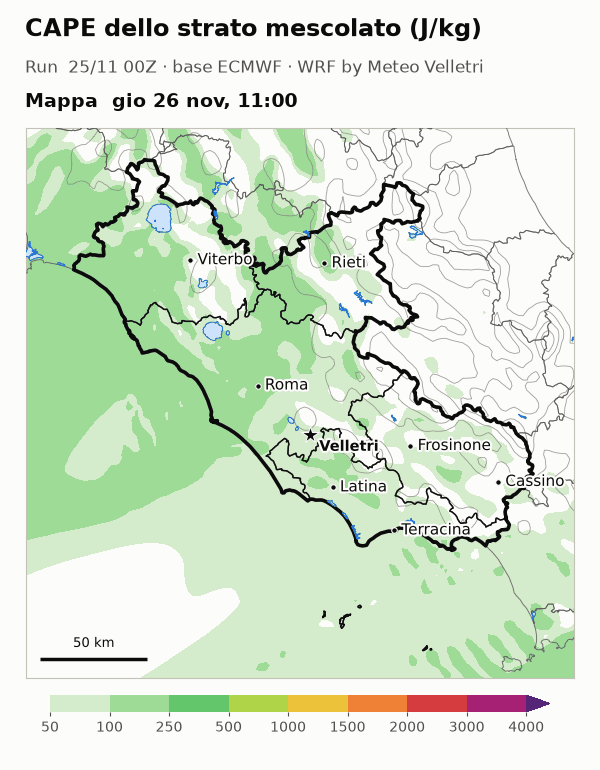 CAPE dello strato mescolato (J/kg)
Run  25/11 00Z · base ECMWF · WRF by Meteo Velletri
Mappa  gio 26 nov, 11:00
Viterbo
Rieti
Roma
Velletri
Frosinone
Cassino
Latina
Terracina
50 km
50 100 250 500 1000 1500 2000 3000 4000